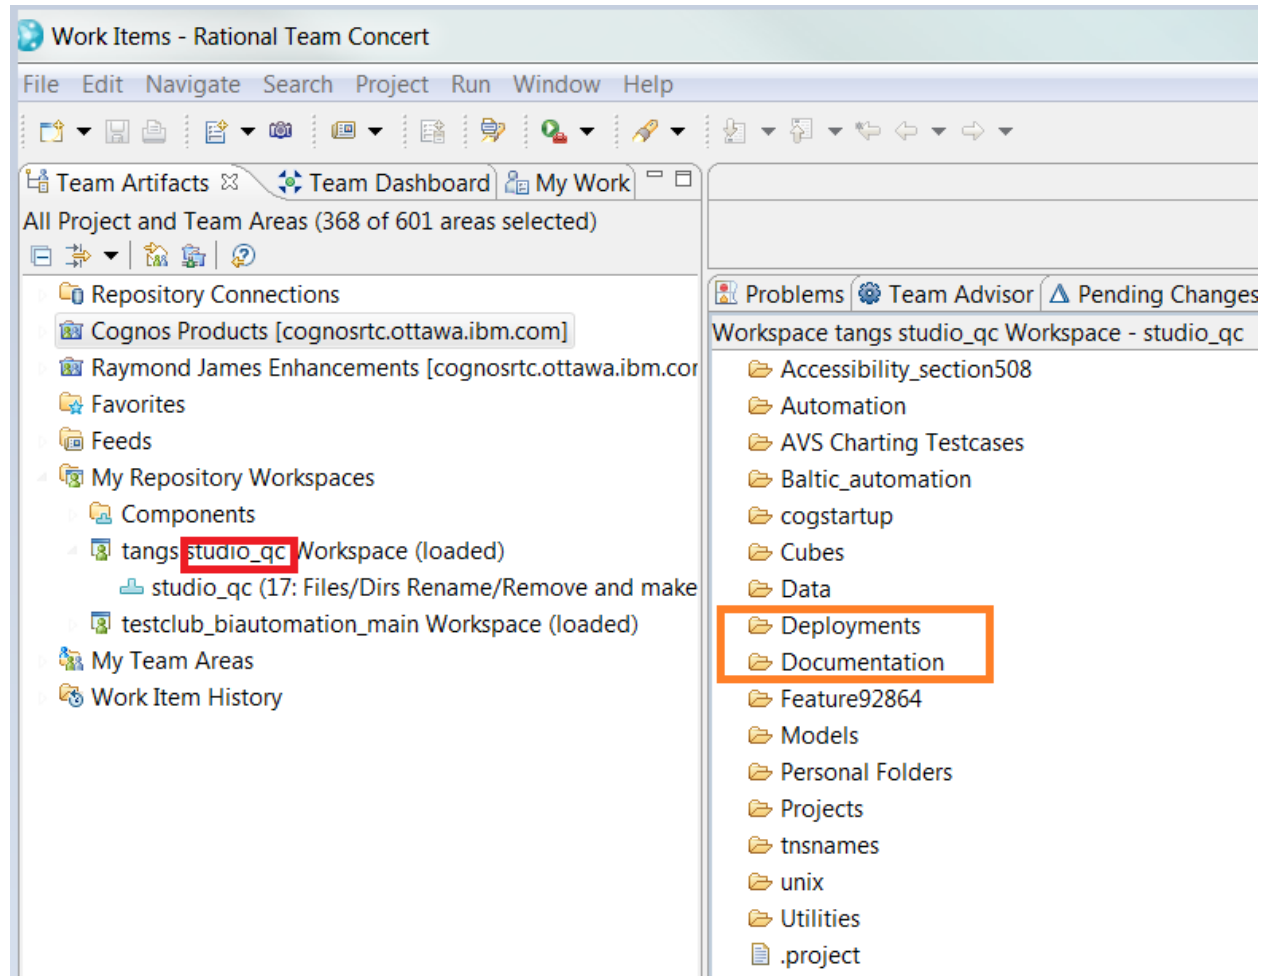 Work Items - Rational Team Concert
File Edit Navigate Search Project Run Window Help
Team Artifacts Team Dashboard My Work
All Project and Team Areas (368 of 601 areas selected)
Repository Connections
Cognos Products [cognosrtc.ottawa.ibm.com]
Raymond James Enhancements [cognosrtc.ottawa.ibm.cor
Favorites
Feeds
My Repository Workspaces
Components
tangs studio_qc Workspace (loaded)
studio_qc (17: Files/Dirs Rename/Remove and make
testclub_biautomation_main Workspace (loaded)
My Team Areas
Work Item History
Problems Team Advisor Pending Changes
Workspace tangs studio_qc Workspace - studio_qc
Accessibility_section508
Automation
AVS Charting Testcases
Baltic_automation
cogstartup
Cubes
Data
Deployments
Documentation
Feature92864
Models
Personal Folders
Projects
tnsnames
unix
Utilities
.project